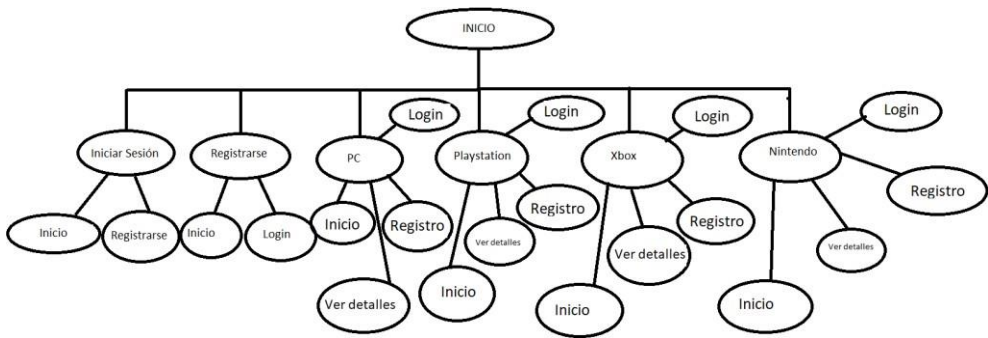 INICIO
Iniciar Sesión
Registrarse
PC
Login
Playstation
Login
Xbox
Login
Nintendo
Login
Inicio
Registrarse
Inicio
Login
Inicio
Registro
Ver detalles
Inicio
Ver detalles
Registro
Inicio
Ver detalles
Registro
Inicio
Ver detalles
Registro